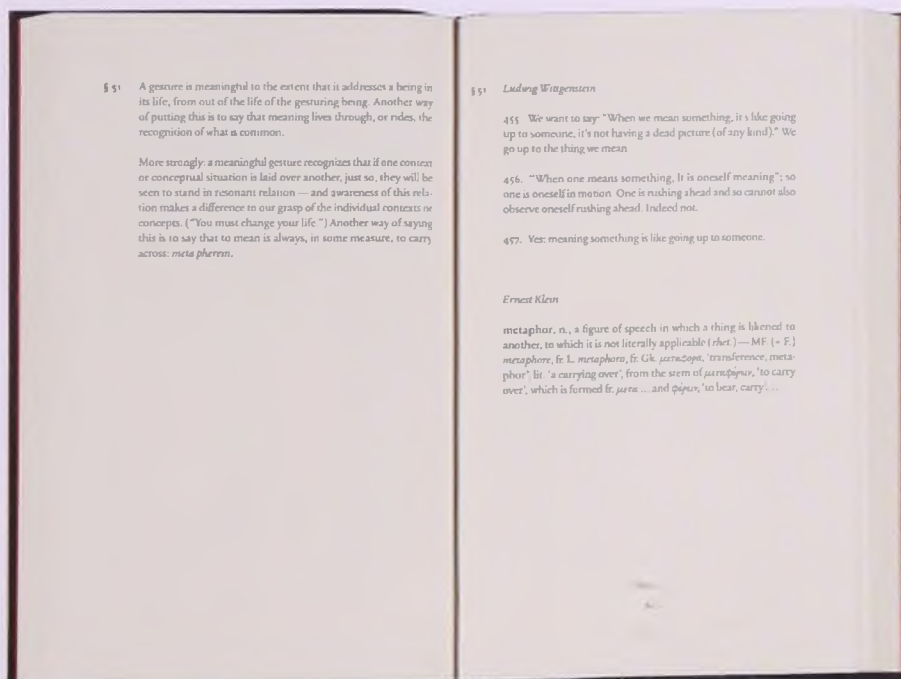 § 51 A gesture is meaningful to the extent that it addresses a being in
its life, from out of the life of the gesturing being. Another way
of putting this is to say that meaning lives through, or rides, the
recognition of what is common.
More strongly: a meaningful gesture recognizes that if one context
or conceptual situation is laid over another, just so, they will be
seen to stand in resonant relation — and awareness of this rela-
tion makes a difference to our grasp of the individual contexts or
concepts. ("You must change your life.") Another way of saying
this is to say that to mean is always, in some measure, to carry
across: meta pherein.
§ 51 Ludwig Wittgenstein
455 We want to say "When we mean something, it s like going
up to someone, it's not having a dead picture (of any kind)." We
go up to the thing we mean
456. "When one means something, It is oneself meaning"; so
one is oneself in motion One is rushing ahead and so cannot also
observe oneself rushing ahead. Indeed not.
457. Yes: meaning something is like going up to someone.
Ernest Klein
metaphor, n., a figure of speech in which a thing is likened to
another, to which it is not literally applicable (rhet.) — MF. (= F.)
metaphore, fr. L. metaphora, fr. Gk. 'transference, meta-
phor', lit. 'a carrying over', from the stem of 'to carry
over', which is formed fr. ... and 'to bear, carry'. ...